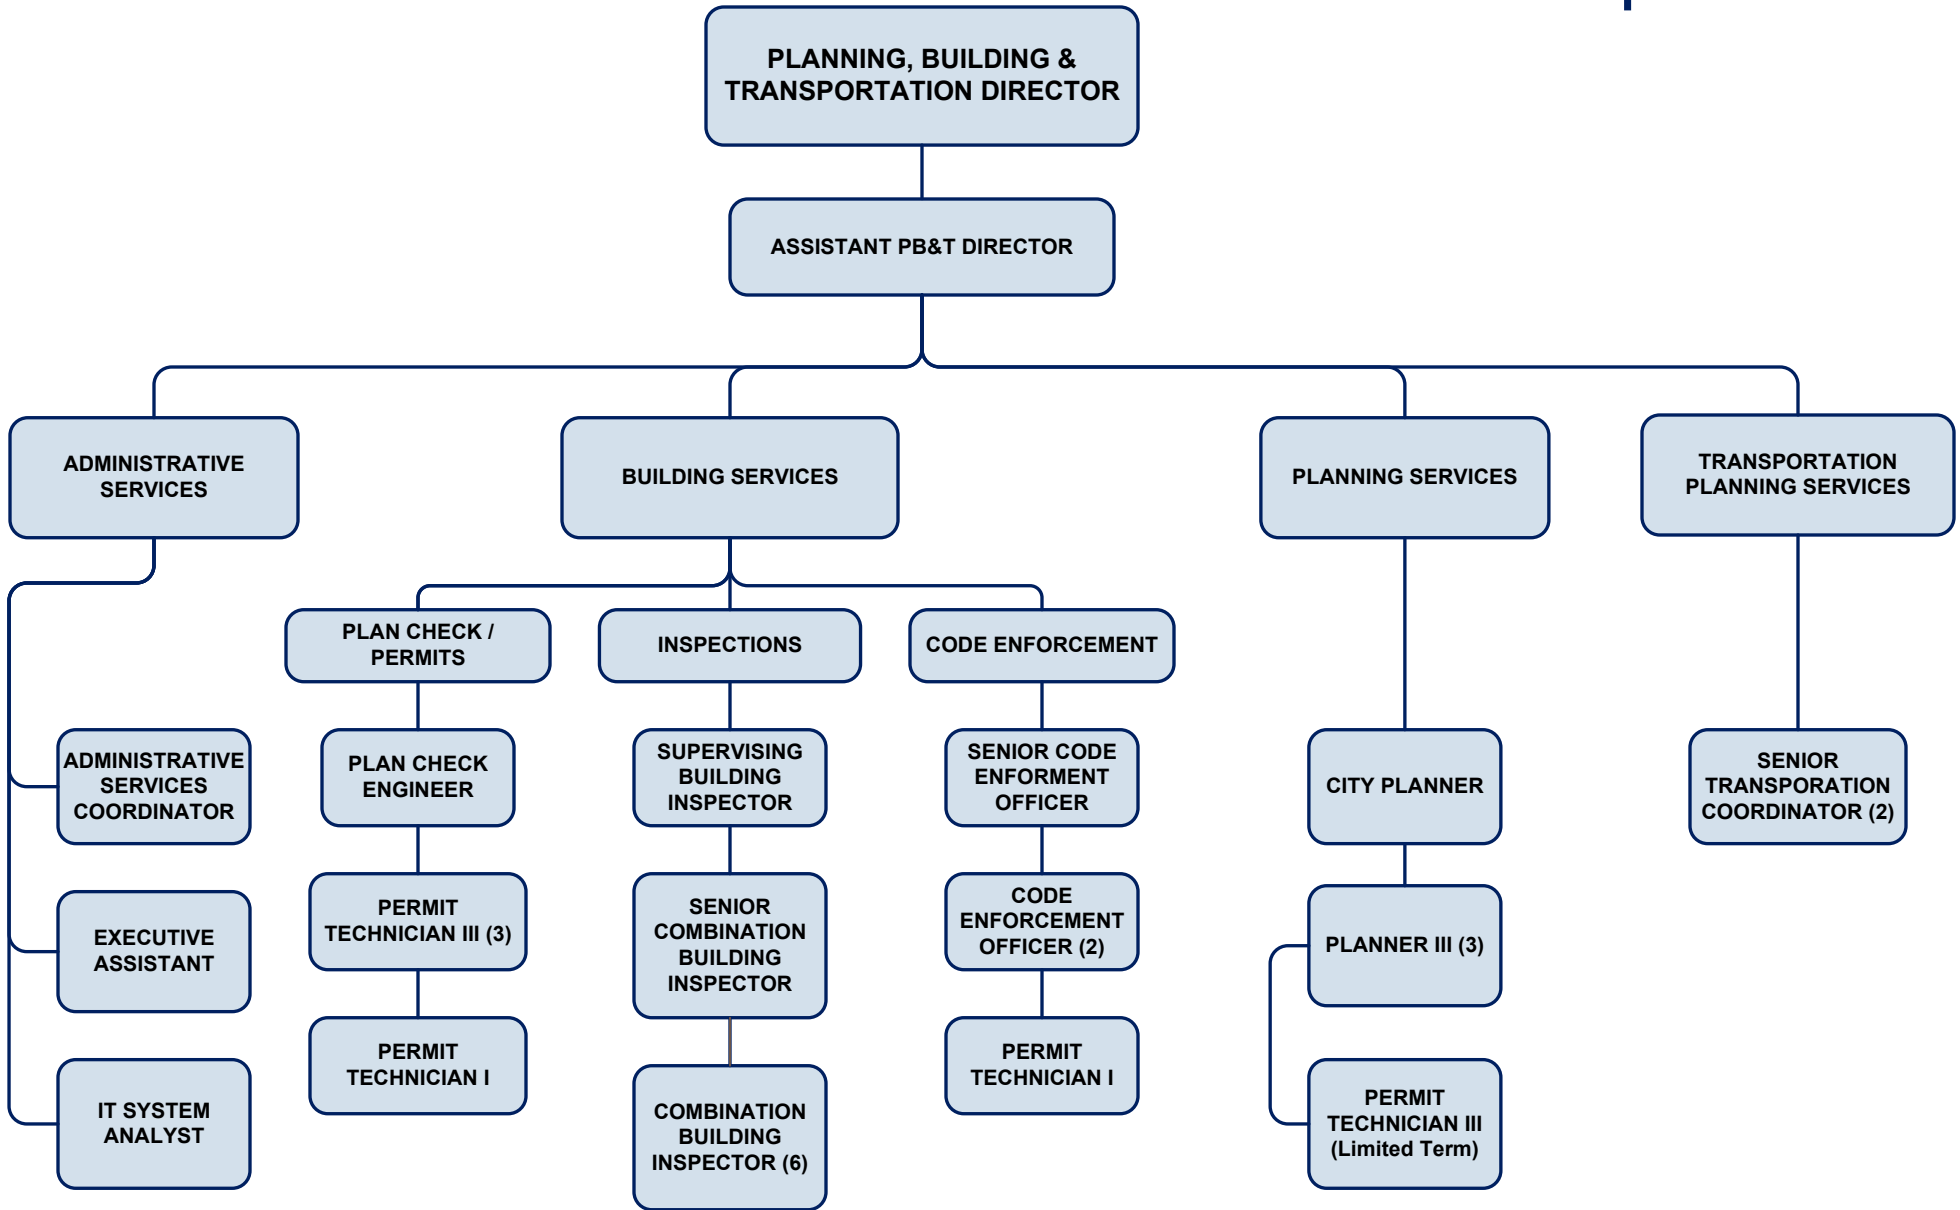 PLANNING, BUILDING &
TRANSPORTATION DIRECTOR
ASSISTANT PB&T DIRECTOR
ADMINISTRATIVE
SERVICES
BUILDING SERVICES
PLANNING SERVICES
TRANSPORTATION
PLANNING SERVICES
PLAN CHECK /
PERMITS
INSPECTIONS
CODE ENFORCEMENT
ADMINISTRATIVE
SERVICES
COORDINATOR
PLAN CHECK
ENGINEER
SUPERVISING
BUILDING
INSPECTOR
SENIOR CODE
ENFORMENT
OFFICER
CITY PLANNER
SENIOR
TRANSPORATION
COORDINATOR (2)
EXECUTIVE
ASSISTANT
PERMIT
TECHNICIAN III (3)
SENIOR
COMBINATION
BUILDING
INSPECTOR
CODE
ENFORCEMENT
OFFICER (2)
PLANNER III (3)
IT SYSTEM
ANALYST
PERMIT
TECHNICIAN I
COMBINATION
BUILDING
INSPECTOR (6)
PERMIT
TECHNICIAN I
PERMIT
TECHNICIAN III
(Limited Term)